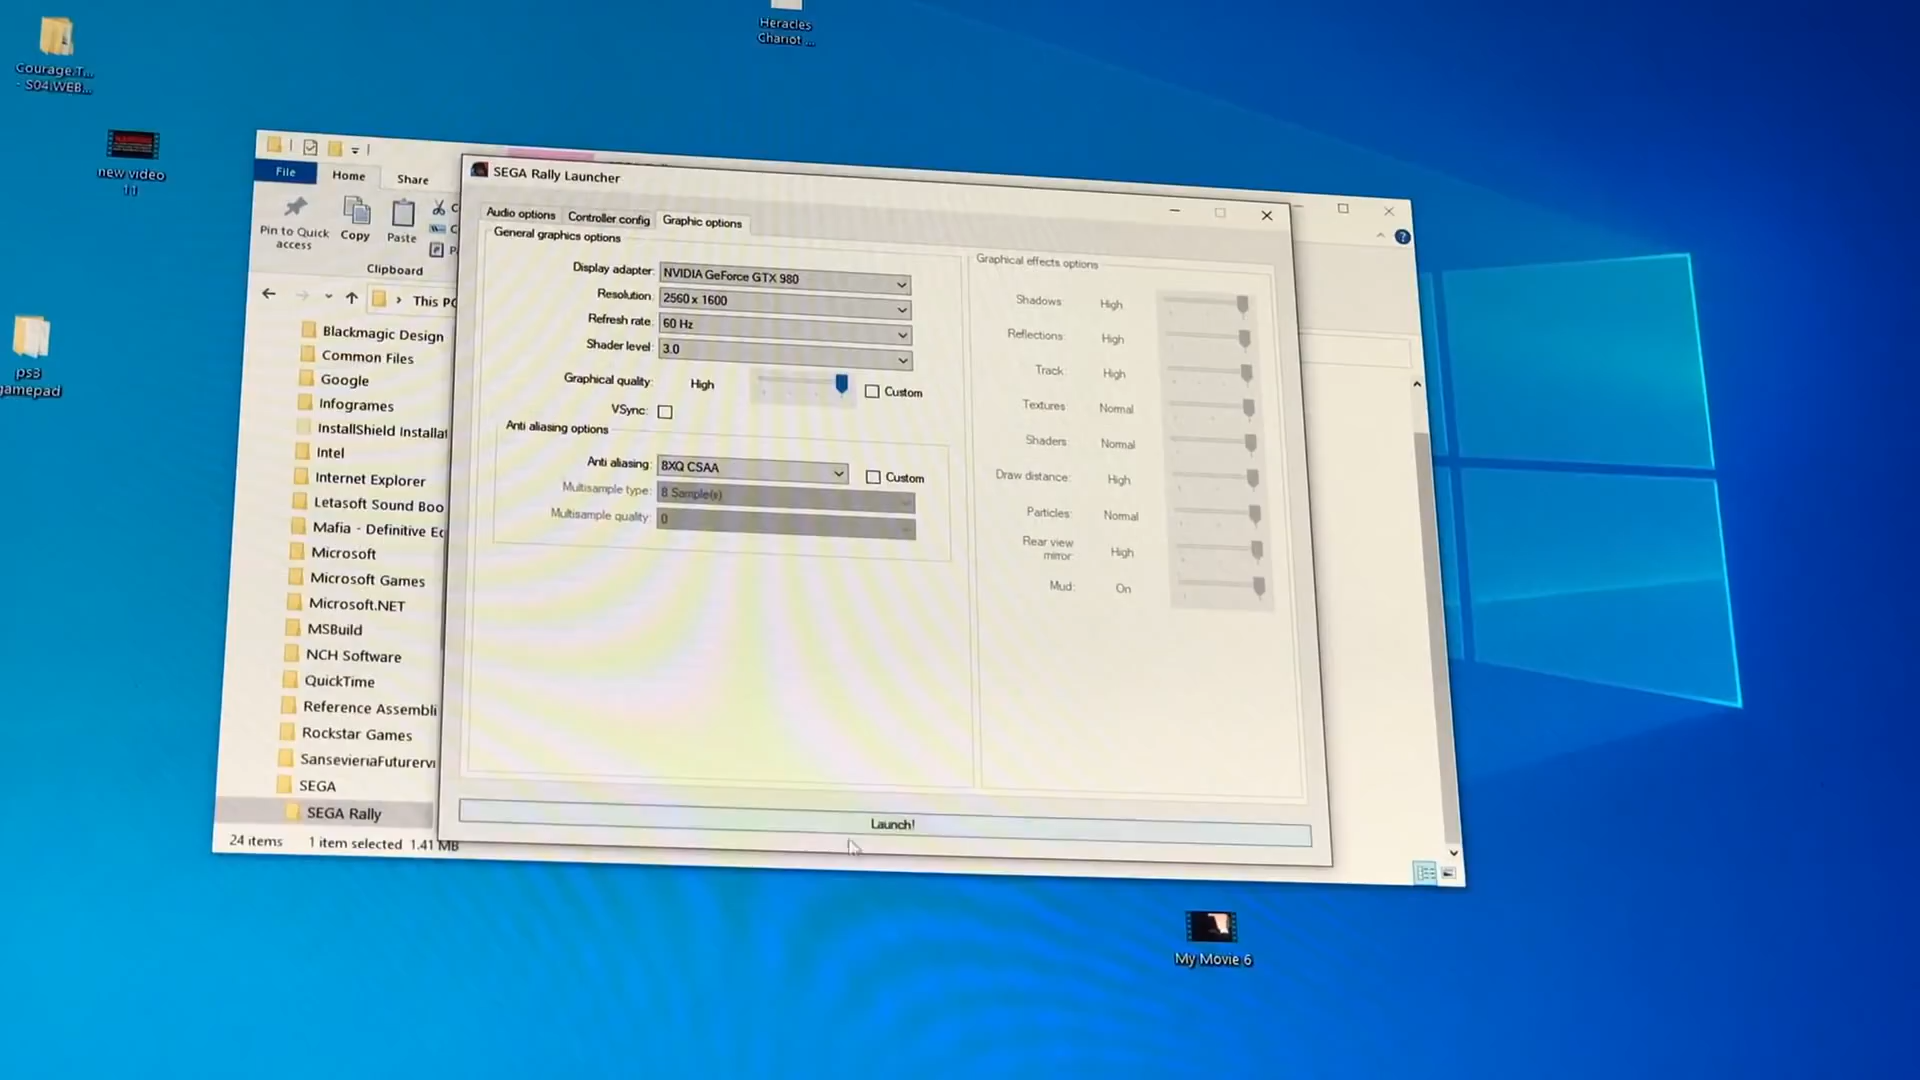 Heracles
Chariot ...
Courage.T...
- S04.WEB...
new video
11
ps3
gamepad
File
Home
Share
Pin to Quick
access
Copy
Paste
Clipboard
This PC
Blackmagic Design
Common Files
Google
Infogrames
InstallShield Installat
Intel
Internet Explorer
Letasoft Sound Boo
Mafia - Definitive Ed
Microsoft
Microsoft Games
Microsoft.NET
MSBuild
NCH Software
QuickTime
Reference Assembli
Rockstar Games
SansevieriaFuturervi
SEGA
SEGA Rally
24 items
1 item selected 1.41 MB
SEGA Rally Launcher
Audio options
Controller config
Graphic options
General graphics options
Display adapter: NVIDIA GeForce GTX 980
Resolution: 2560 x 1600
Refresh rate: 60 Hz
Shader level: 3.0
Graphical quality: High
Custom
VSync:
Anti aliasing options
Anti aliasing: 8XQ CSAA
Custom
Multisample type: 8 Sample(s)
Multisample quality: 0
Graphical effects options
Shadows: High
Reflections: High
Track: High
Textures: Normal
Shaders: Normal
Draw distance: High
Particles: Normal
Rear view
mirror: High
Mud: On
Launch!
My Movie 6